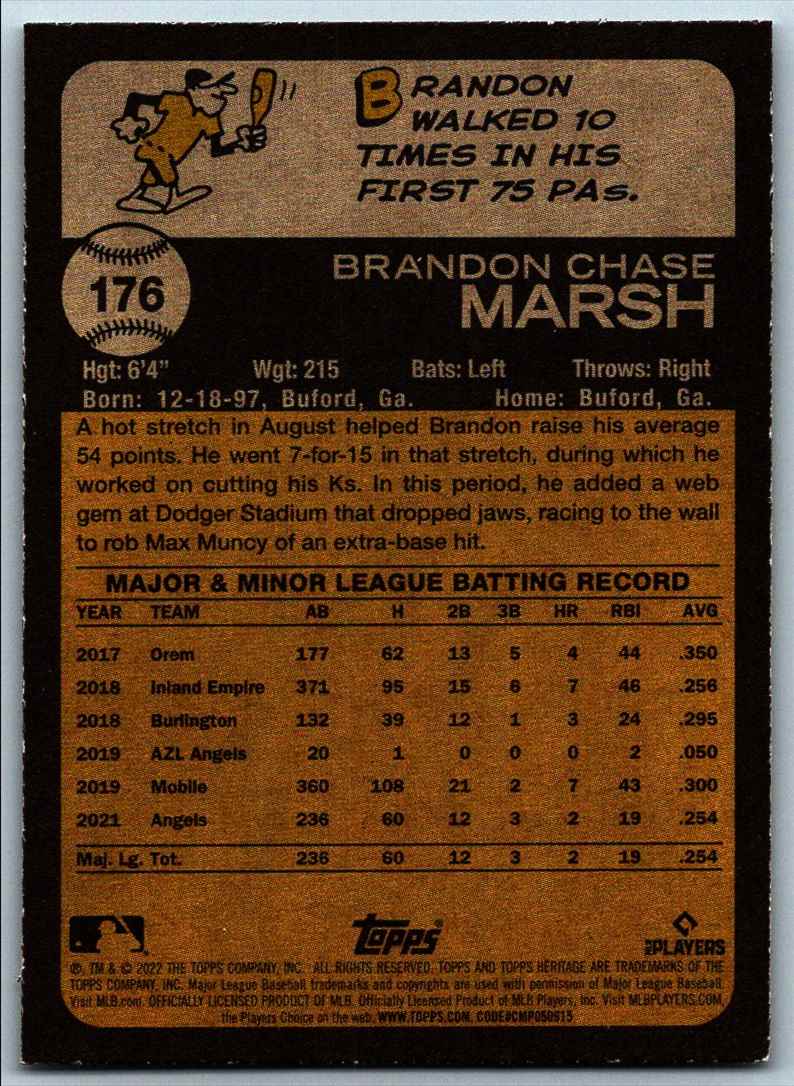 BRANDON
WALKED 10
TIMES IN HIS
FIRST 75 PAs.
176
BRANDON CHASE
MARSH
Hgt: 6'4" Wgt: 215 Bats: Left Throws: Right
Born: 12-18-97, Buford, Ga. Home: Buford, Ga.
A hot stretch in August helped Brandon raise his average
54 points. He went 7-for-15 in that stretch, during which he
worked on cutting his Ks. In this period, he added a web
gem at Dodger Stadium that dropped jaws, racing to the wall
to rob Max Muncy of an extra-base hit.
MAJOR & MINOR LEAGUE BATTING RECORD
YEAR TEAM AB H 2B 3B HR RBI AVG
2017 Orem 177 62 13 5 4 44 .350
2018 Inland Empire 371 95 15 6 7 46 .256
2018 Burlington 132 39 12 1 3 24 .295
2019 AZL Angels 20 1 0 0 0 2 .050
2019 Mobile 360 108 21 2 7 43 .300
2021 Angels 236 60 12 3 2 19 .254
Maj. Lg. Tot. 236 60 12 3 2 19 .254
Topps
MLB PLAYERS
®, TM & © 2022 THE TOPPS COMPANY, INC. ALL RIGHTS RESERVED. TOPPS AND TOPPS HERITAGE ARE TRADEMARKS OF THE
TOPPS COMPANY, INC. Major League Baseball trademarks and copyrights are used with permission of Major League Baseball.
Visit MLB.com. OFFICIALLY LICENSED PRODUCT OF MLB. Officially Licensed Product of MLB Players, Inc. Visit MLBPLAYERS.COM,
the Players Choice on the web. WWW.TOPPS.COM. CODE#CMP050915